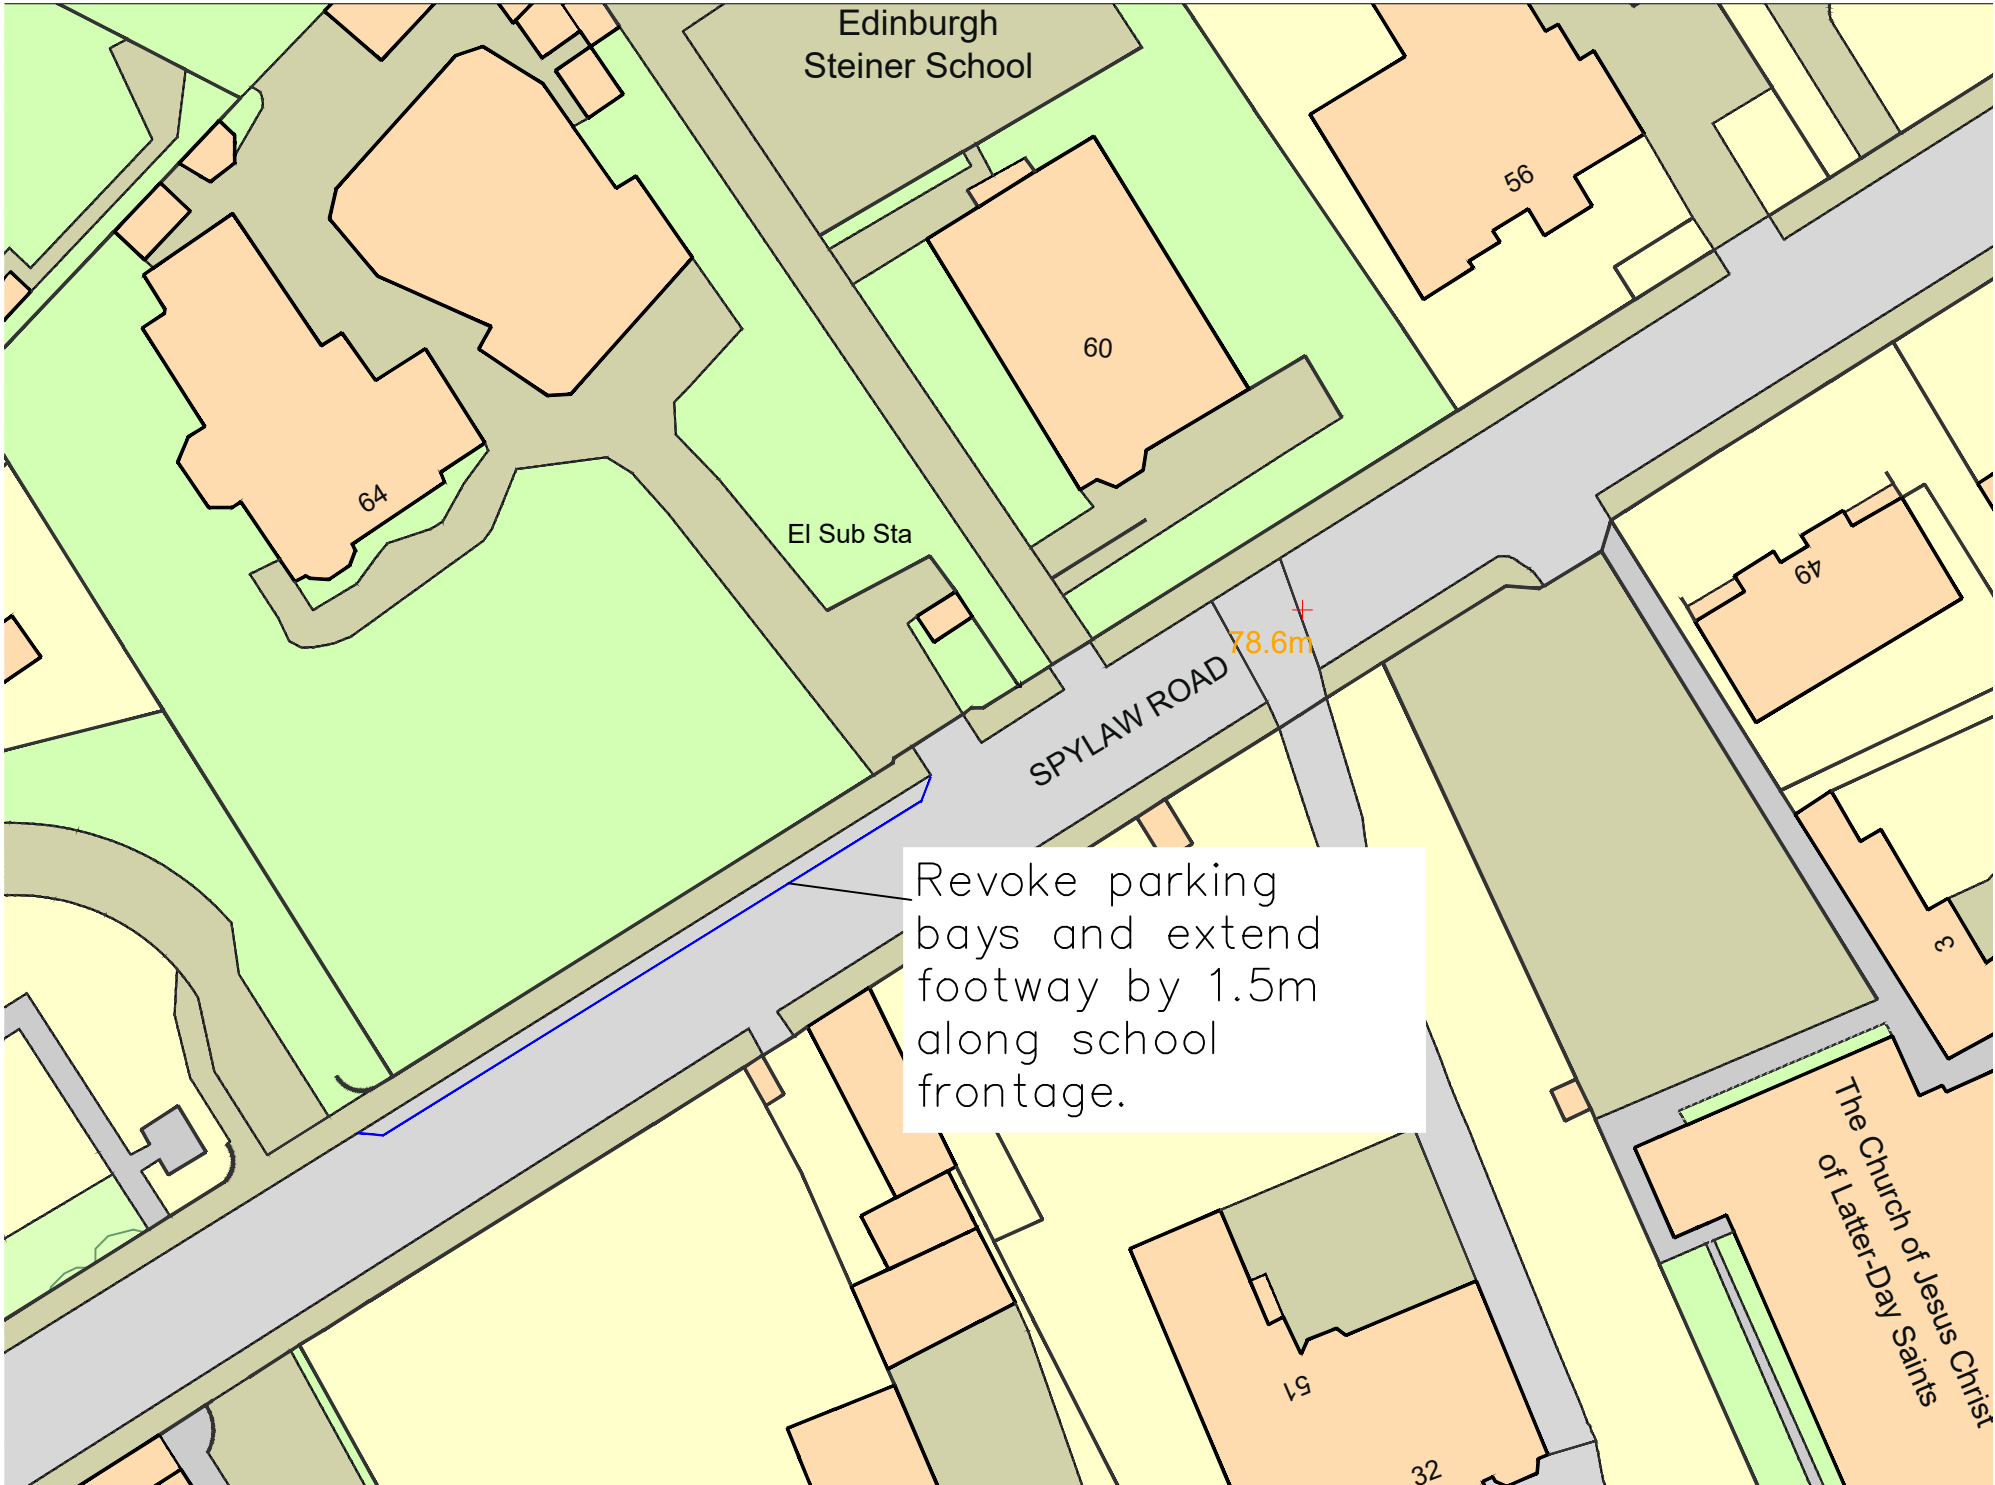 Edinburgh
Steiner School
56
60
64
El Sub Sta
49
78.6m
SPYLAW ROAD
Revoke parking
bays and extend
footway by 1.5m
along school
frontage.
3
The Church of Jesus Christ
of Latter-Day Saints
51
32